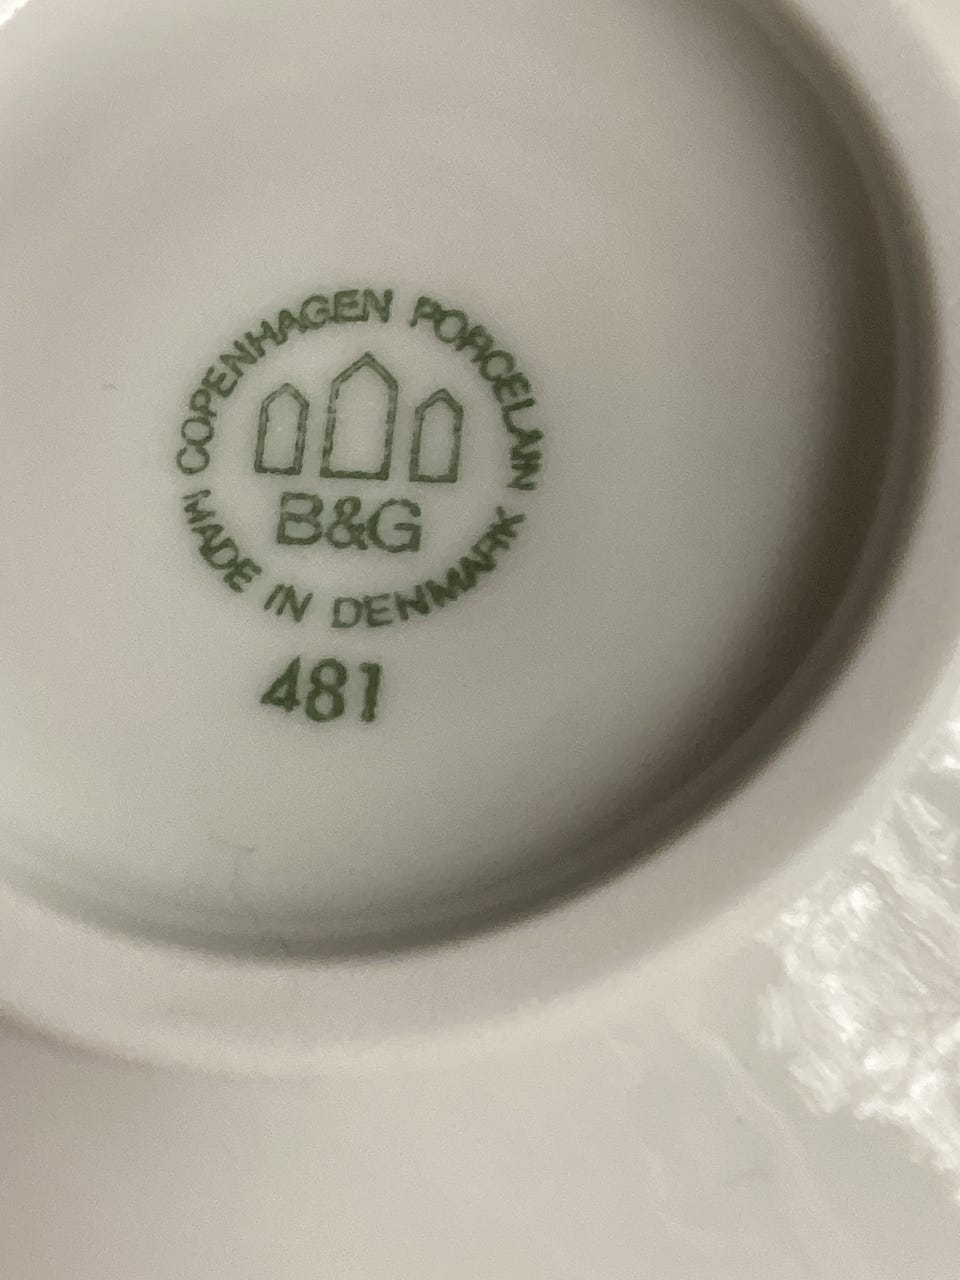 COPENHAGEN PORCELAIN
B&G
MADE IN DENMARK
481